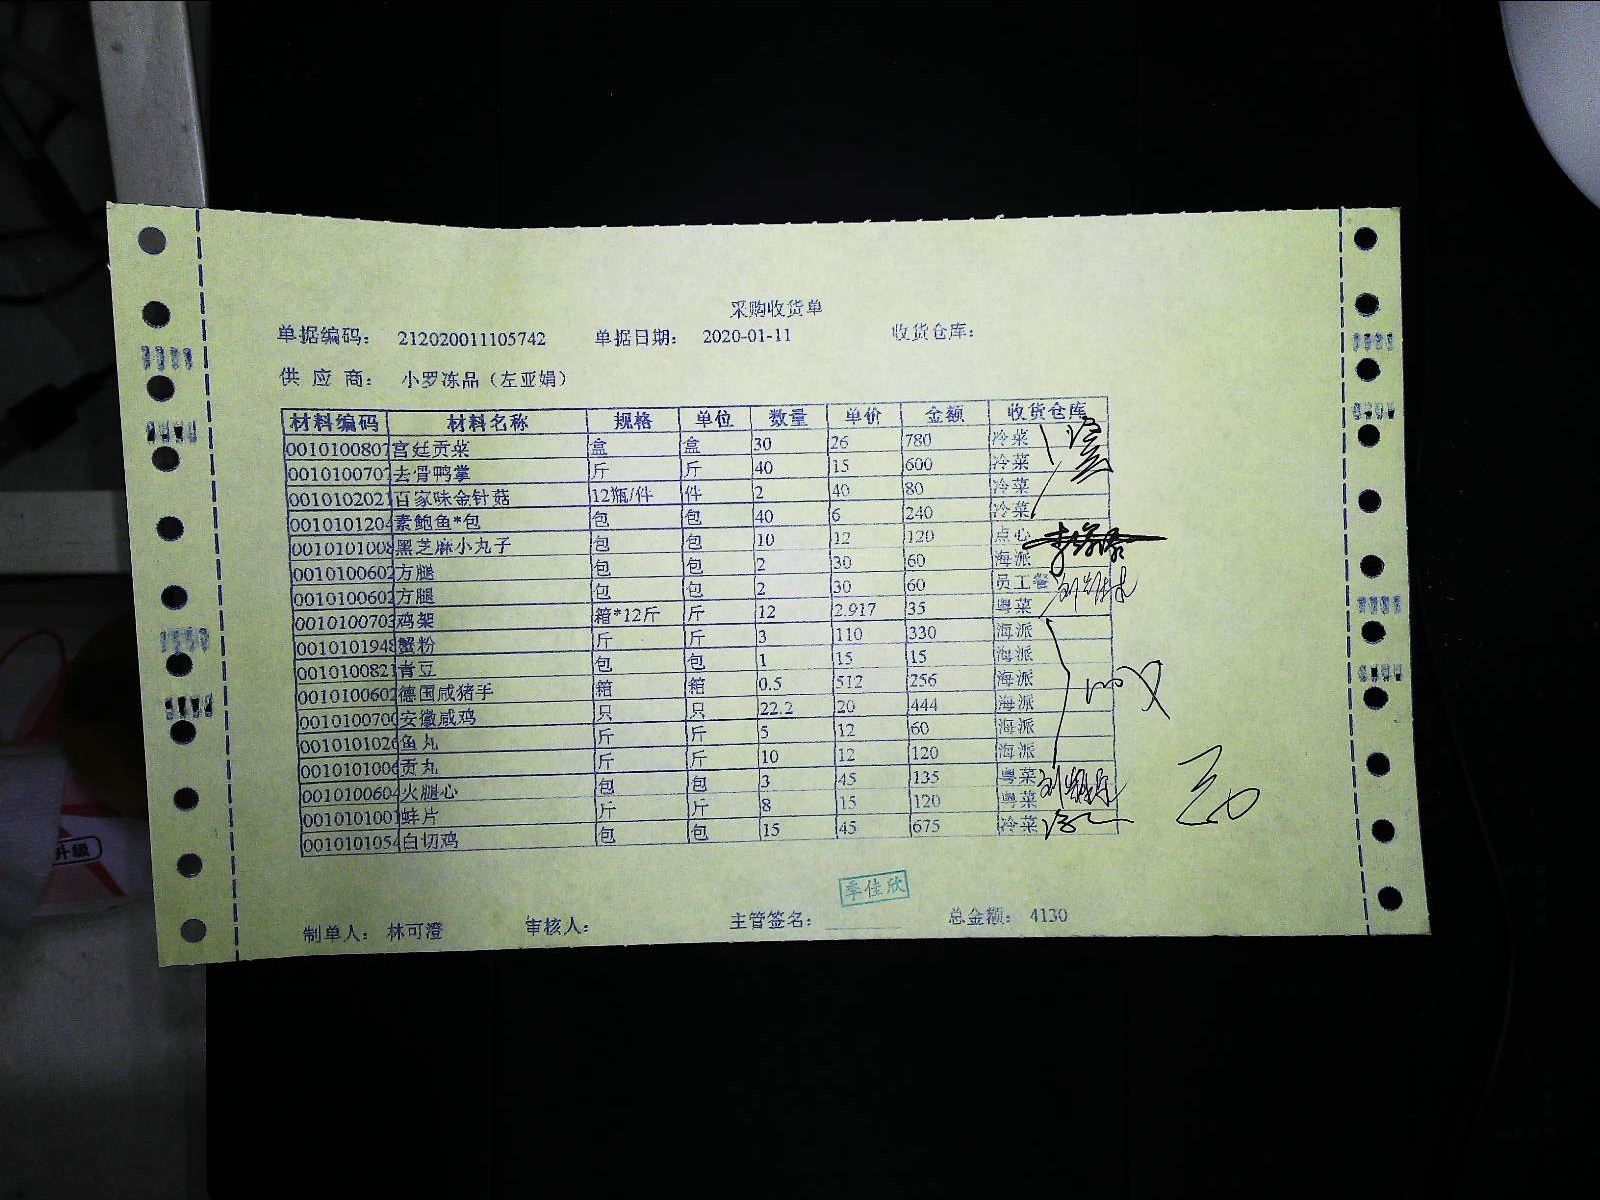 采购收货单
单据编码： 212020011105742 单据日期： 2020-01-11 收货仓库：
供 应 商： 小罗冻品（左亚娟）
材料编码 材料名称 规格 单位 数量 单价 金额 收货仓库
0010100807 宫廷贡菜 盒 盒 30 26 780 冷菜
0010100707 去骨鸭掌 斤 斤 40 15 600 冷菜
0010102021 百家味金针菇 12瓶/件 件 2 40 80 冷菜
0010101204 素鲍鱼*包 包 包 40 6 240 冷菜
0010101008 黑芝麻小丸子 包 包 10 12 120 点心
0010100602 方腿 包 包 2 30 60 海派
0010100602 方腿 包 包 2 30 60 员工餐
0010100703 鸡架 箱*12斤 斤 12 2.917 35 粤菜
0010101948 蟹粉 斤 斤 3 110 330 海派
0010100821 青豆 包 包 1 15 15 海派
0010100602 德国咸猪手 箱 箱 0.5 512 256 海派
0010100700 安徽咸鸡 只 只 22.2 20 444 海派
0010101026 鱼丸 斤 斤 5 12 60 海派
0010101006 贡丸 斤 斤 10 12 120 海派
0010100604 火腿心 包 包 3 45 135 粤菜
0010101001 蚌片 斤 斤 8 15 120 粤菜
0010101054 白切鸡 包 包 15 45 675 冷菜
季佳欣
制单人： 林可澄 审核人： 主管签名： 总金额： 4130
升级